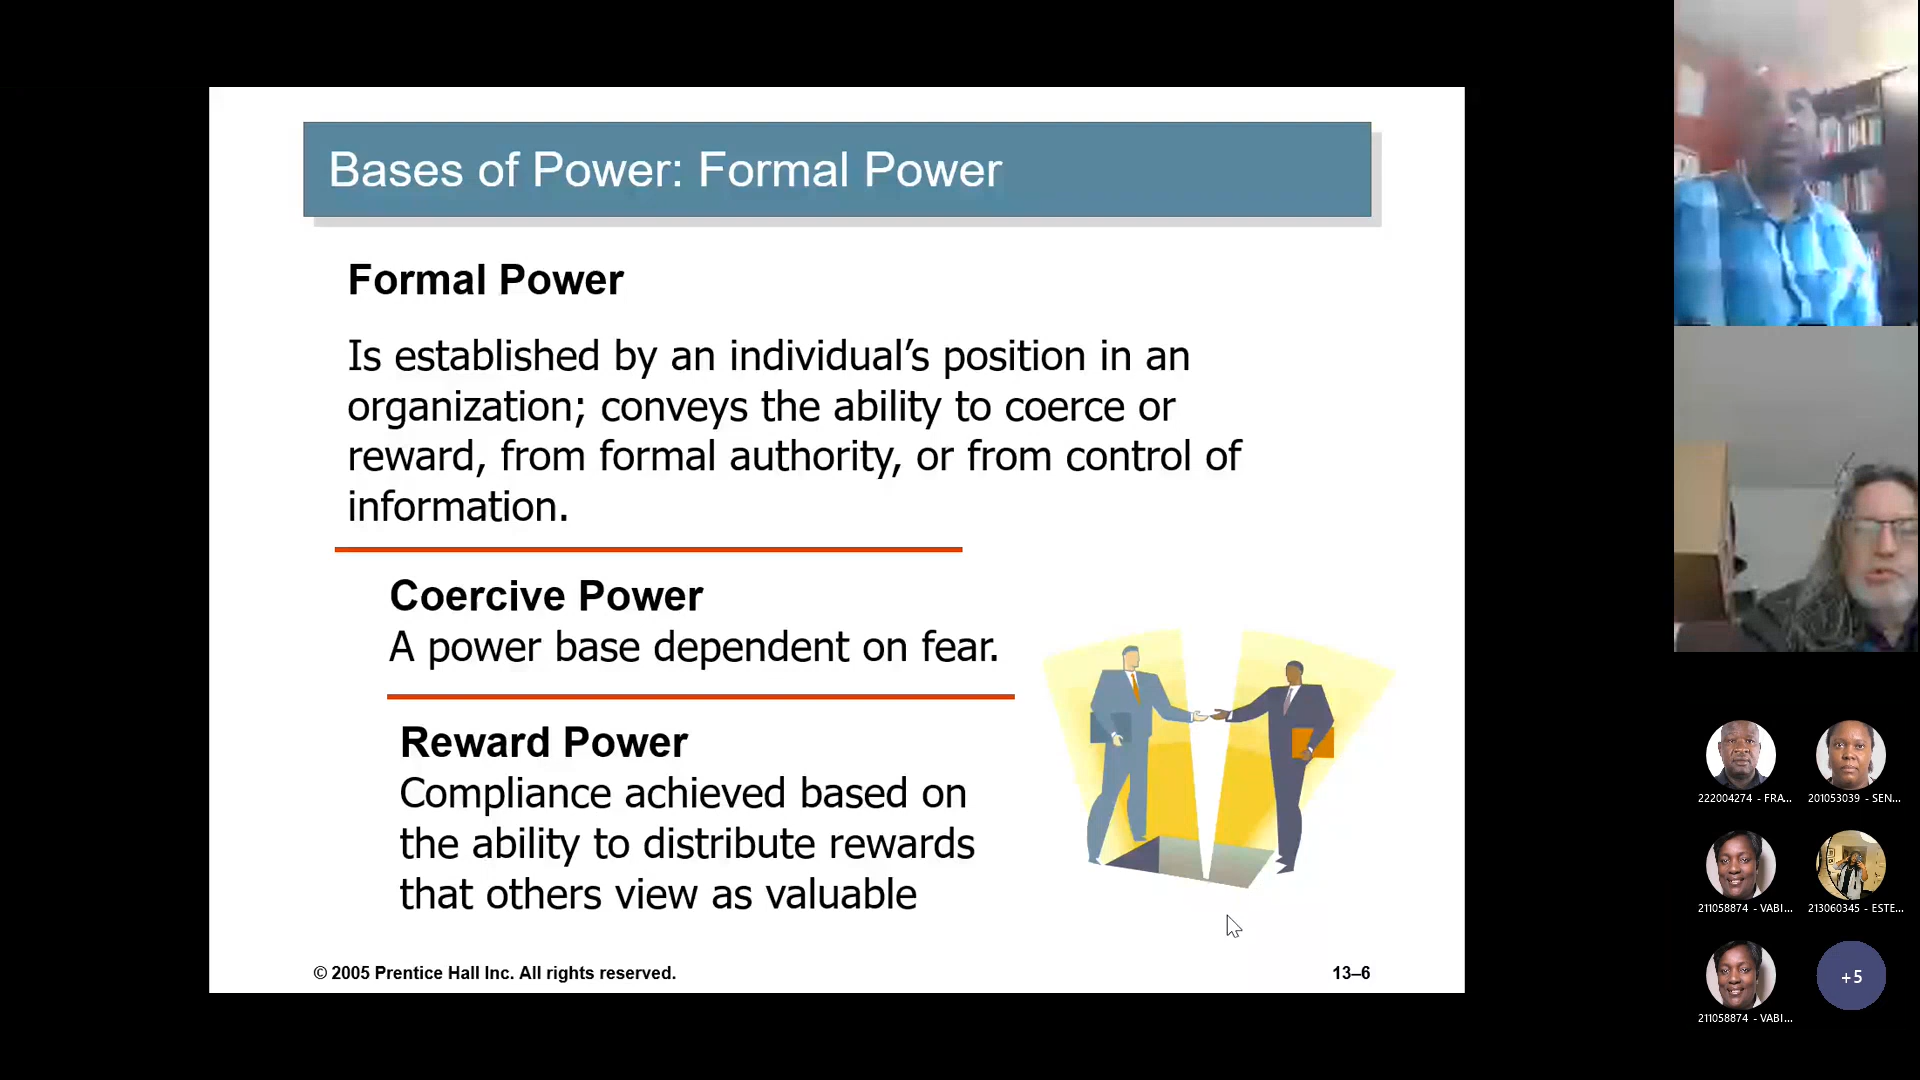 Bases of Power: Formal Power
Formal Power
Is established by an individual’s position in an
organization; conveys the ability to coerce or
reward, from formal authority, or from control of
information.
Coercive Power
A power base dependent on fear.
Reward Power
Compliance achieved based on
the ability to distribute rewards
that others view as valuable
© 2005 Prentice Hall Inc. All rights reserved.
13–6
222004274 - FRA...
201053039 - SEN...
211058874 - VABI...
213060345 - ESTE...
211058874 - VABI...
+5